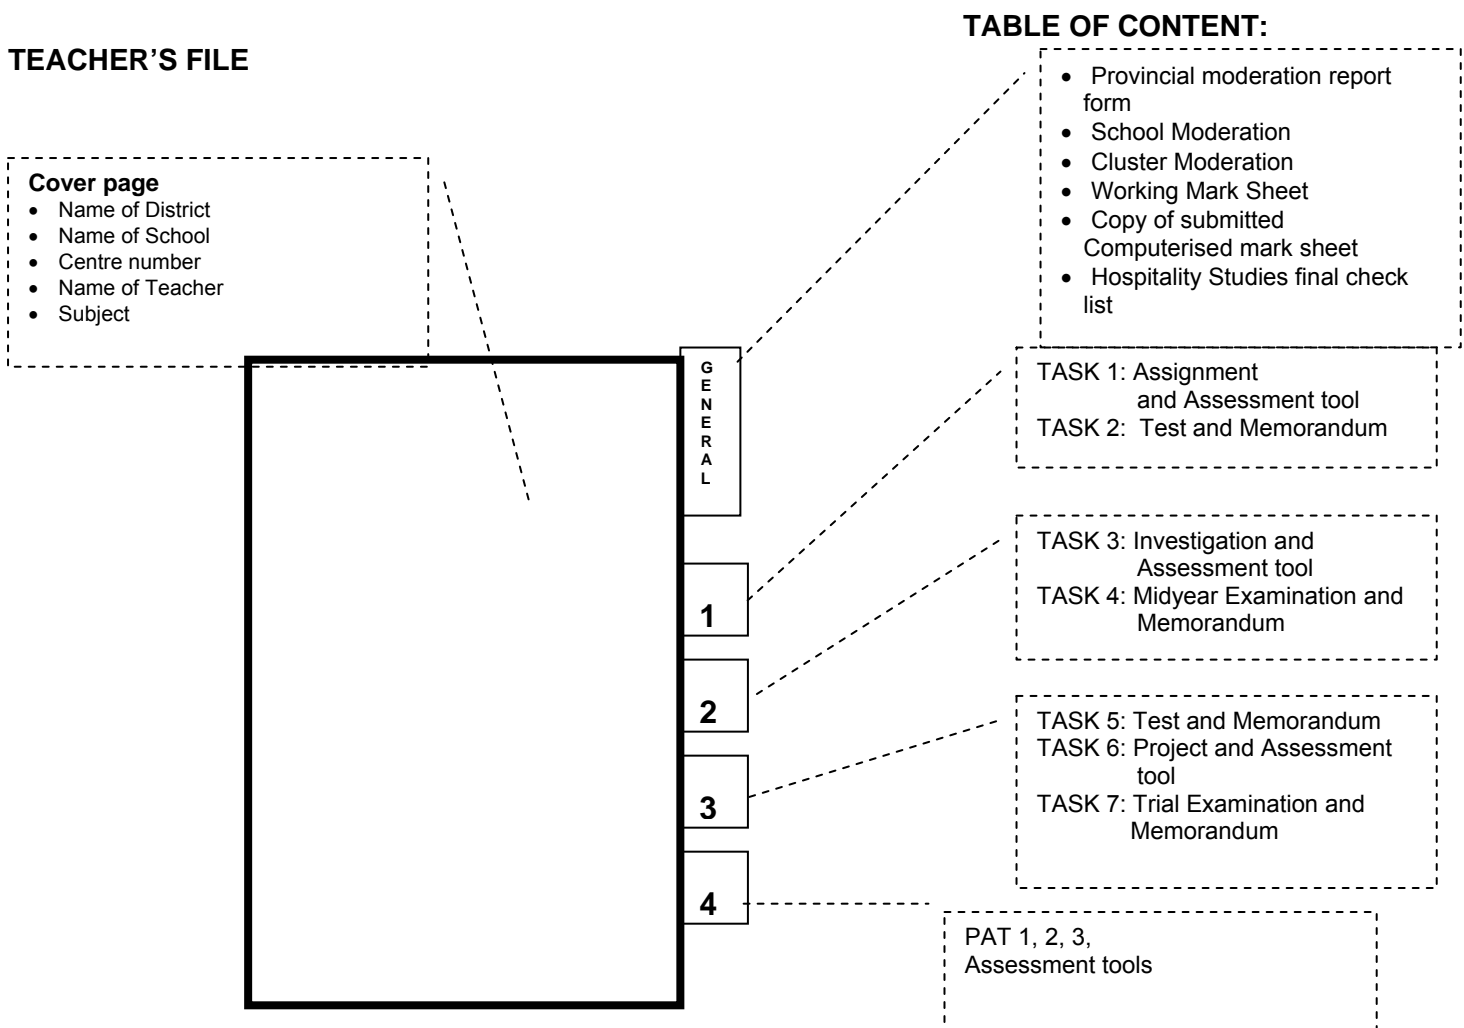 TEACHER’S FILE
TABLE OF CONTENT:
Cover page
• Name of District
• Name of School
• Centre number
• Name of Teacher
• Subject
• Provincial moderation report
form
• School Moderation
• Cluster Moderation
• Working Mark Sheet
• Copy of submitted
Computerised mark sheet
• Hospitality Studies final check
list
G
E
N
E
R
A
L
TASK 1: Assignment
and Assessment tool
TASK 2: Test and Memorandum
1
TASK 3: Investigation and
Assessment tool
TASK 4: Midyear Examination and
Memorandum
2
TASK 5: Test and Memorandum
TASK 6: Project and Assessment
tool
TASK 7: Trial Examination and
Memorandum
3
4
PAT 1, 2, 3,
Assessment tools